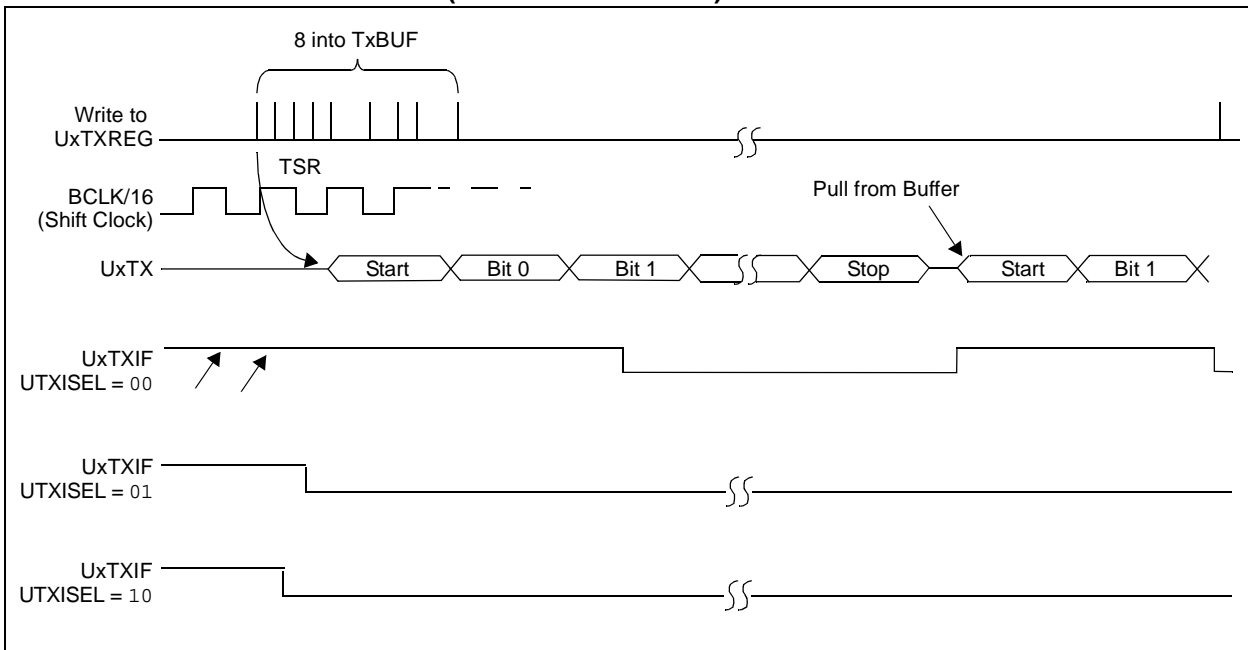 8 into TxBUF
Write to
UxTXREG
TSR
BCLK/16
(Shift Clock)
Pull from Buffer
UxTX
Start
Bit 0
Bit 1
Stop
Start
Bit 1
UxTXIF
UTXISEL = 00
UxTXIF
UTXISEL = 01
UxTXIF
UTXISEL = 10